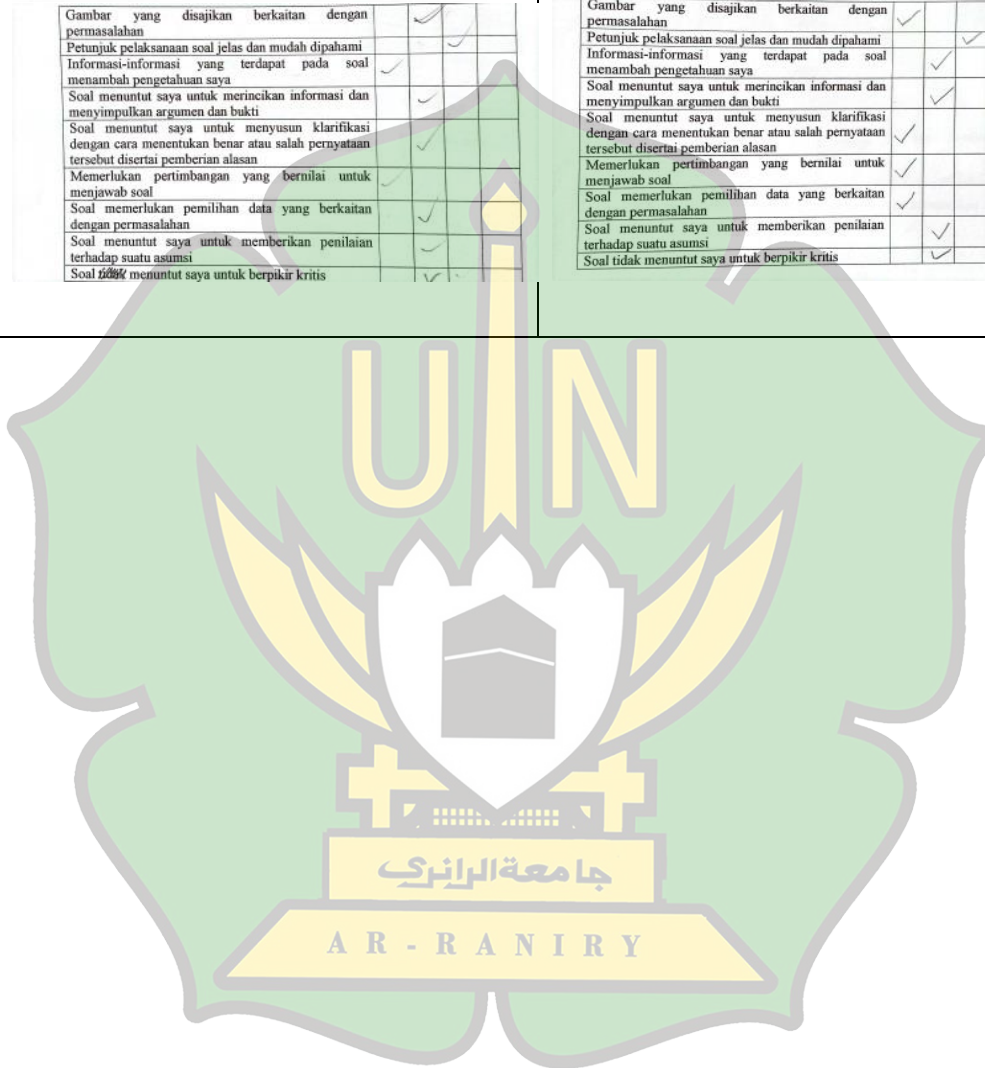 Gambar yang disajikan berkaitan dengan
permasalahan
Petunjuk pelaksanaan soal jelas dan mudah dipahami
Informasi-informasi yang terdapat pada soal
menambah pengetahuan saya
Soal menuntut saya untuk merincikan informasi dan
menyimpulkan argumen dan bukti
Soal menuntut saya untuk menyusun klarifikasi
dengan cara menentukan benar atau salah pernyataan
tersebut disertai pemberian alasan
Memerlukan pertimbangan yang bernilai untuk
menjawab soal
Soal memerlukan pemilihan data yang berkaitan
dengan permasalahan
Soal menuntut saya untuk memberikan penilaian
terhadap suatu asumsi
Soal menuntut saya untuk berpikir kritis
Gambar yang disajikan berkaitan dengan
permasalahan
Petunjuk pelaksanaan soal jelas dan mudah dipahami
Informasi-informasi yang terdapat pada soal
menambah pengetahuan saya
Soal menuntut saya untuk merincikan informasi dan
menyimpulkan argumen dan bukti
Soal menuntut saya untuk menyusun klarifikasi
dengan cara menentukan benar atau salah pernyataan
tersebut disertai pemberian alasan
Memerlukan pertimbangan yang bernilai untuk
menjawab soal
Soal memerlukan pemilihan data yang berkaitan
dengan permasalahan
Soal menuntut saya untuk memberikan penilaian
terhadap suatu asumsi
Soal tidak menuntut saya untuk berpikir kritis
UIN
جامعةالرانري
AR-RANIRY